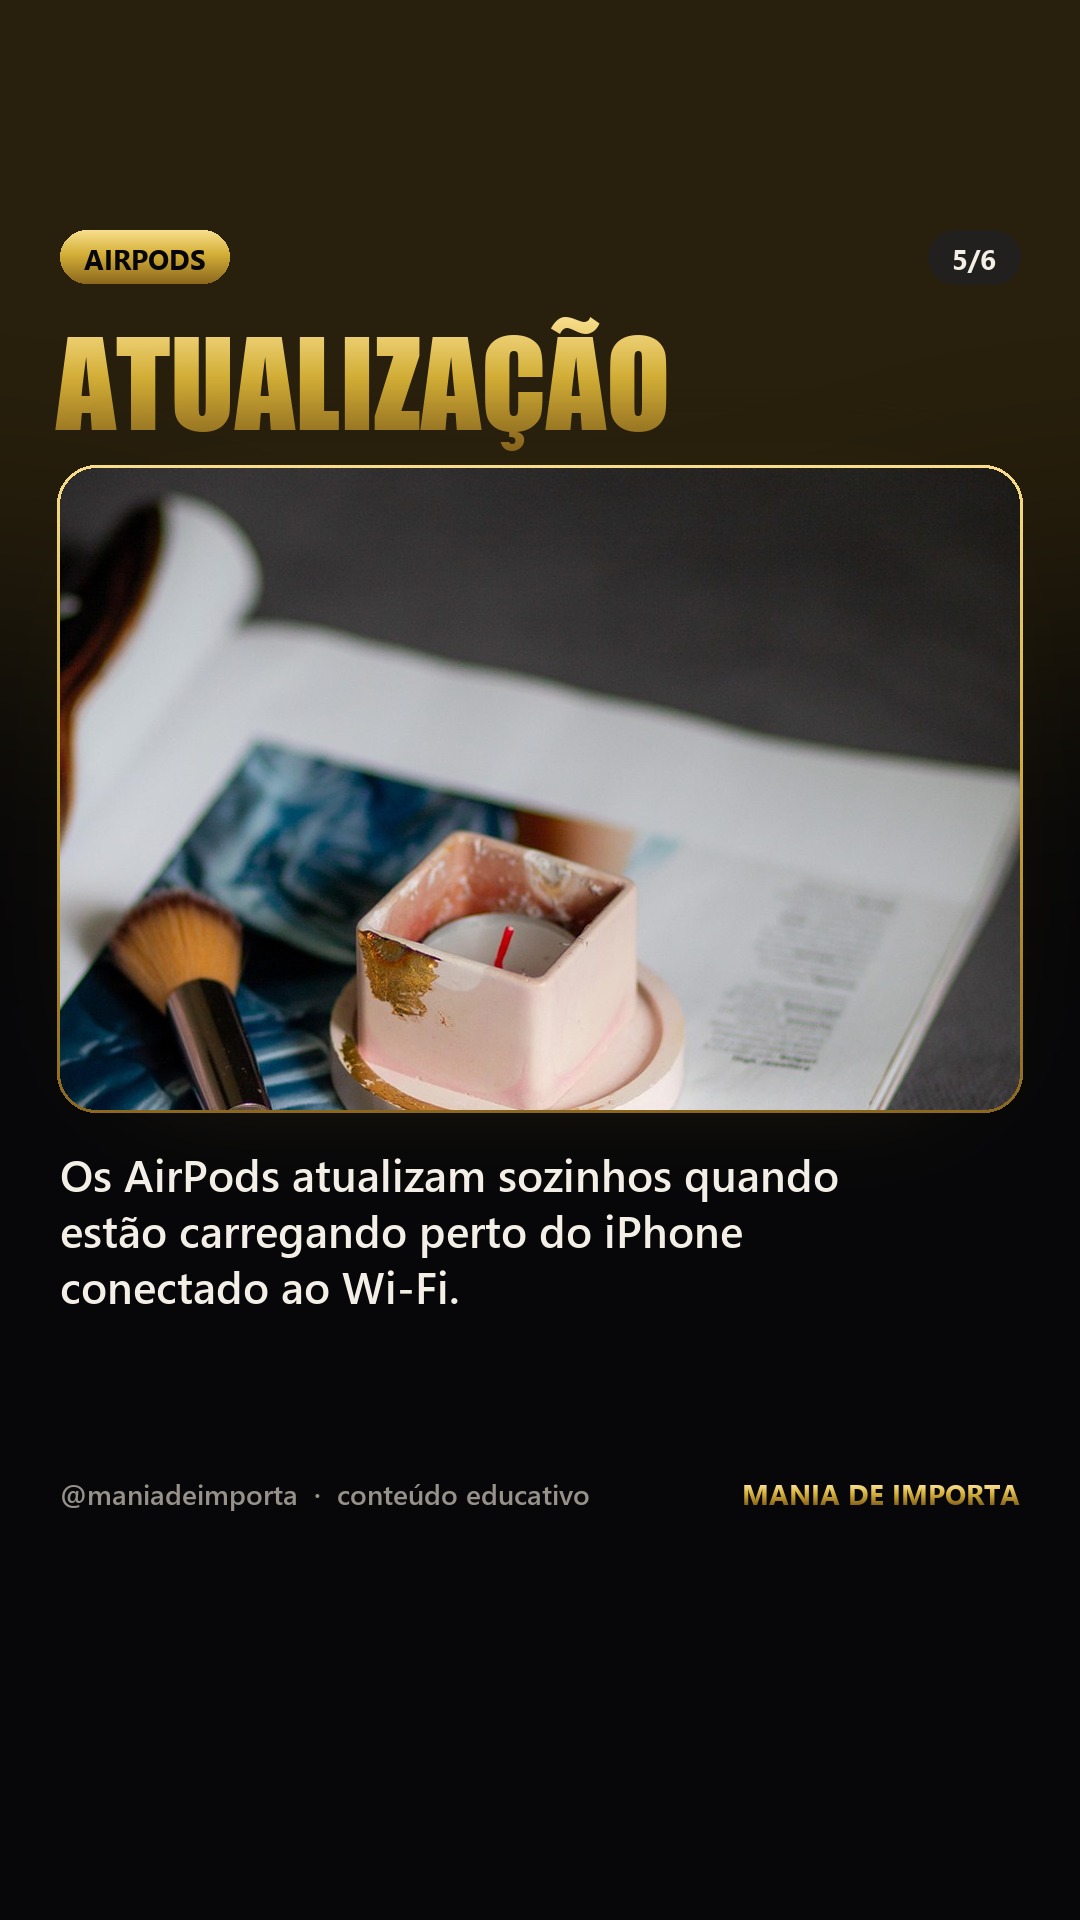 AIRPODS
5/6
ATUALIZAÇÃO
Os AirPods atualizam sozinhos quando
estão carregando perto do iPhone
conectado ao Wi-Fi.
@maniadeimporta · conteúdo educativo
MANIA DE IMPORTA